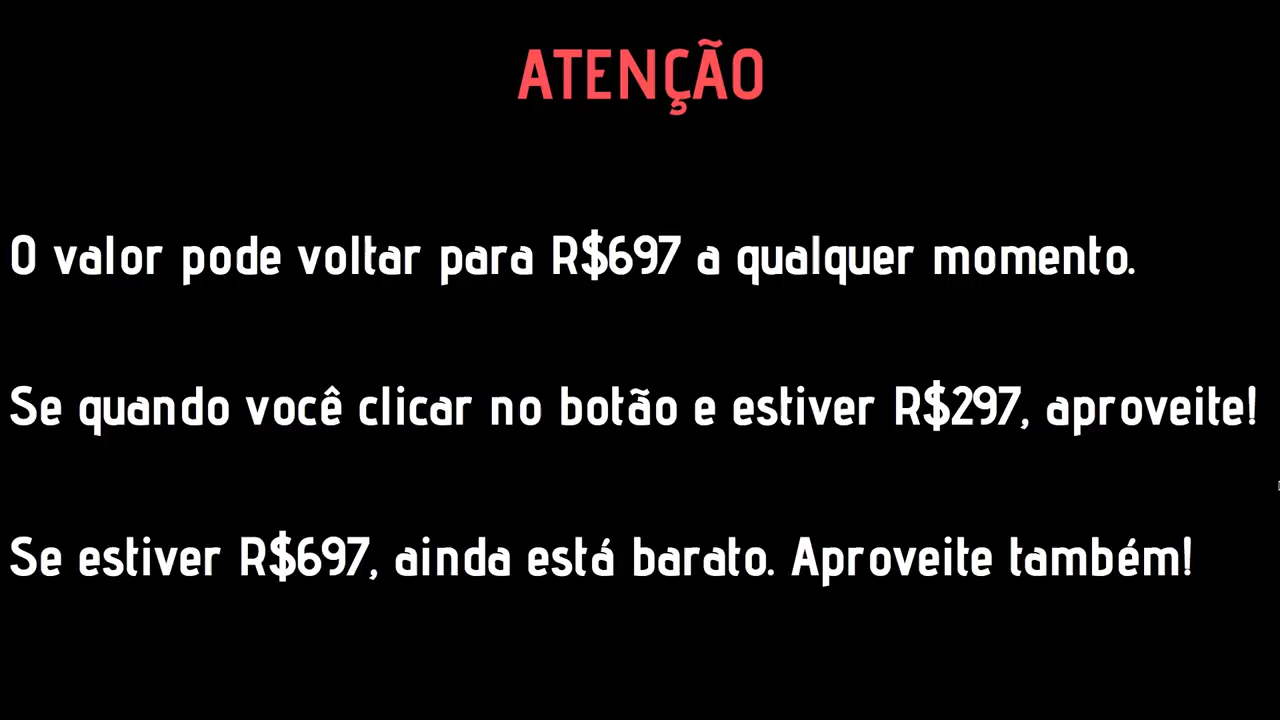 ATENÇÃO
O valor pode voltar para R$697 a qualquer momento.
Se quando você clicar no botão e estiver R$297, aproveite!
Se estiver R$697, ainda está barato. Aproveite também!